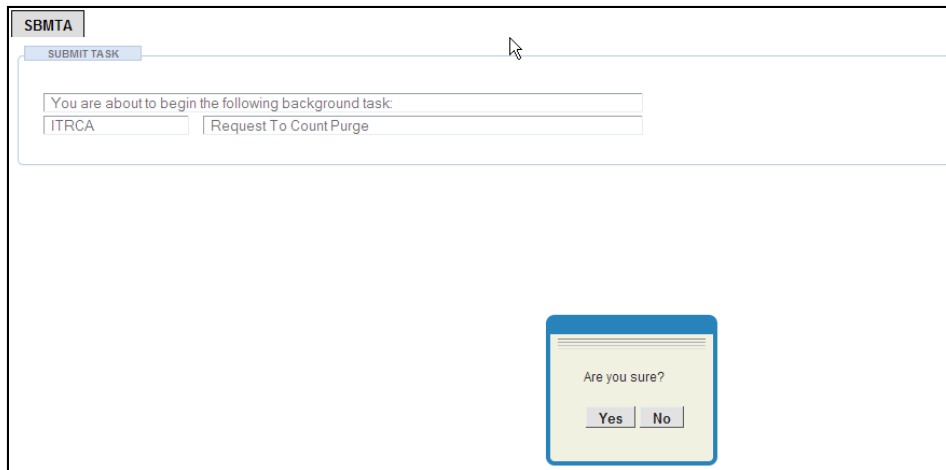 SBMTA
SUBMIT TASK
You are about to begin the following background task:
ITRCA Request To Count Purge
Are you sure?
Yes No